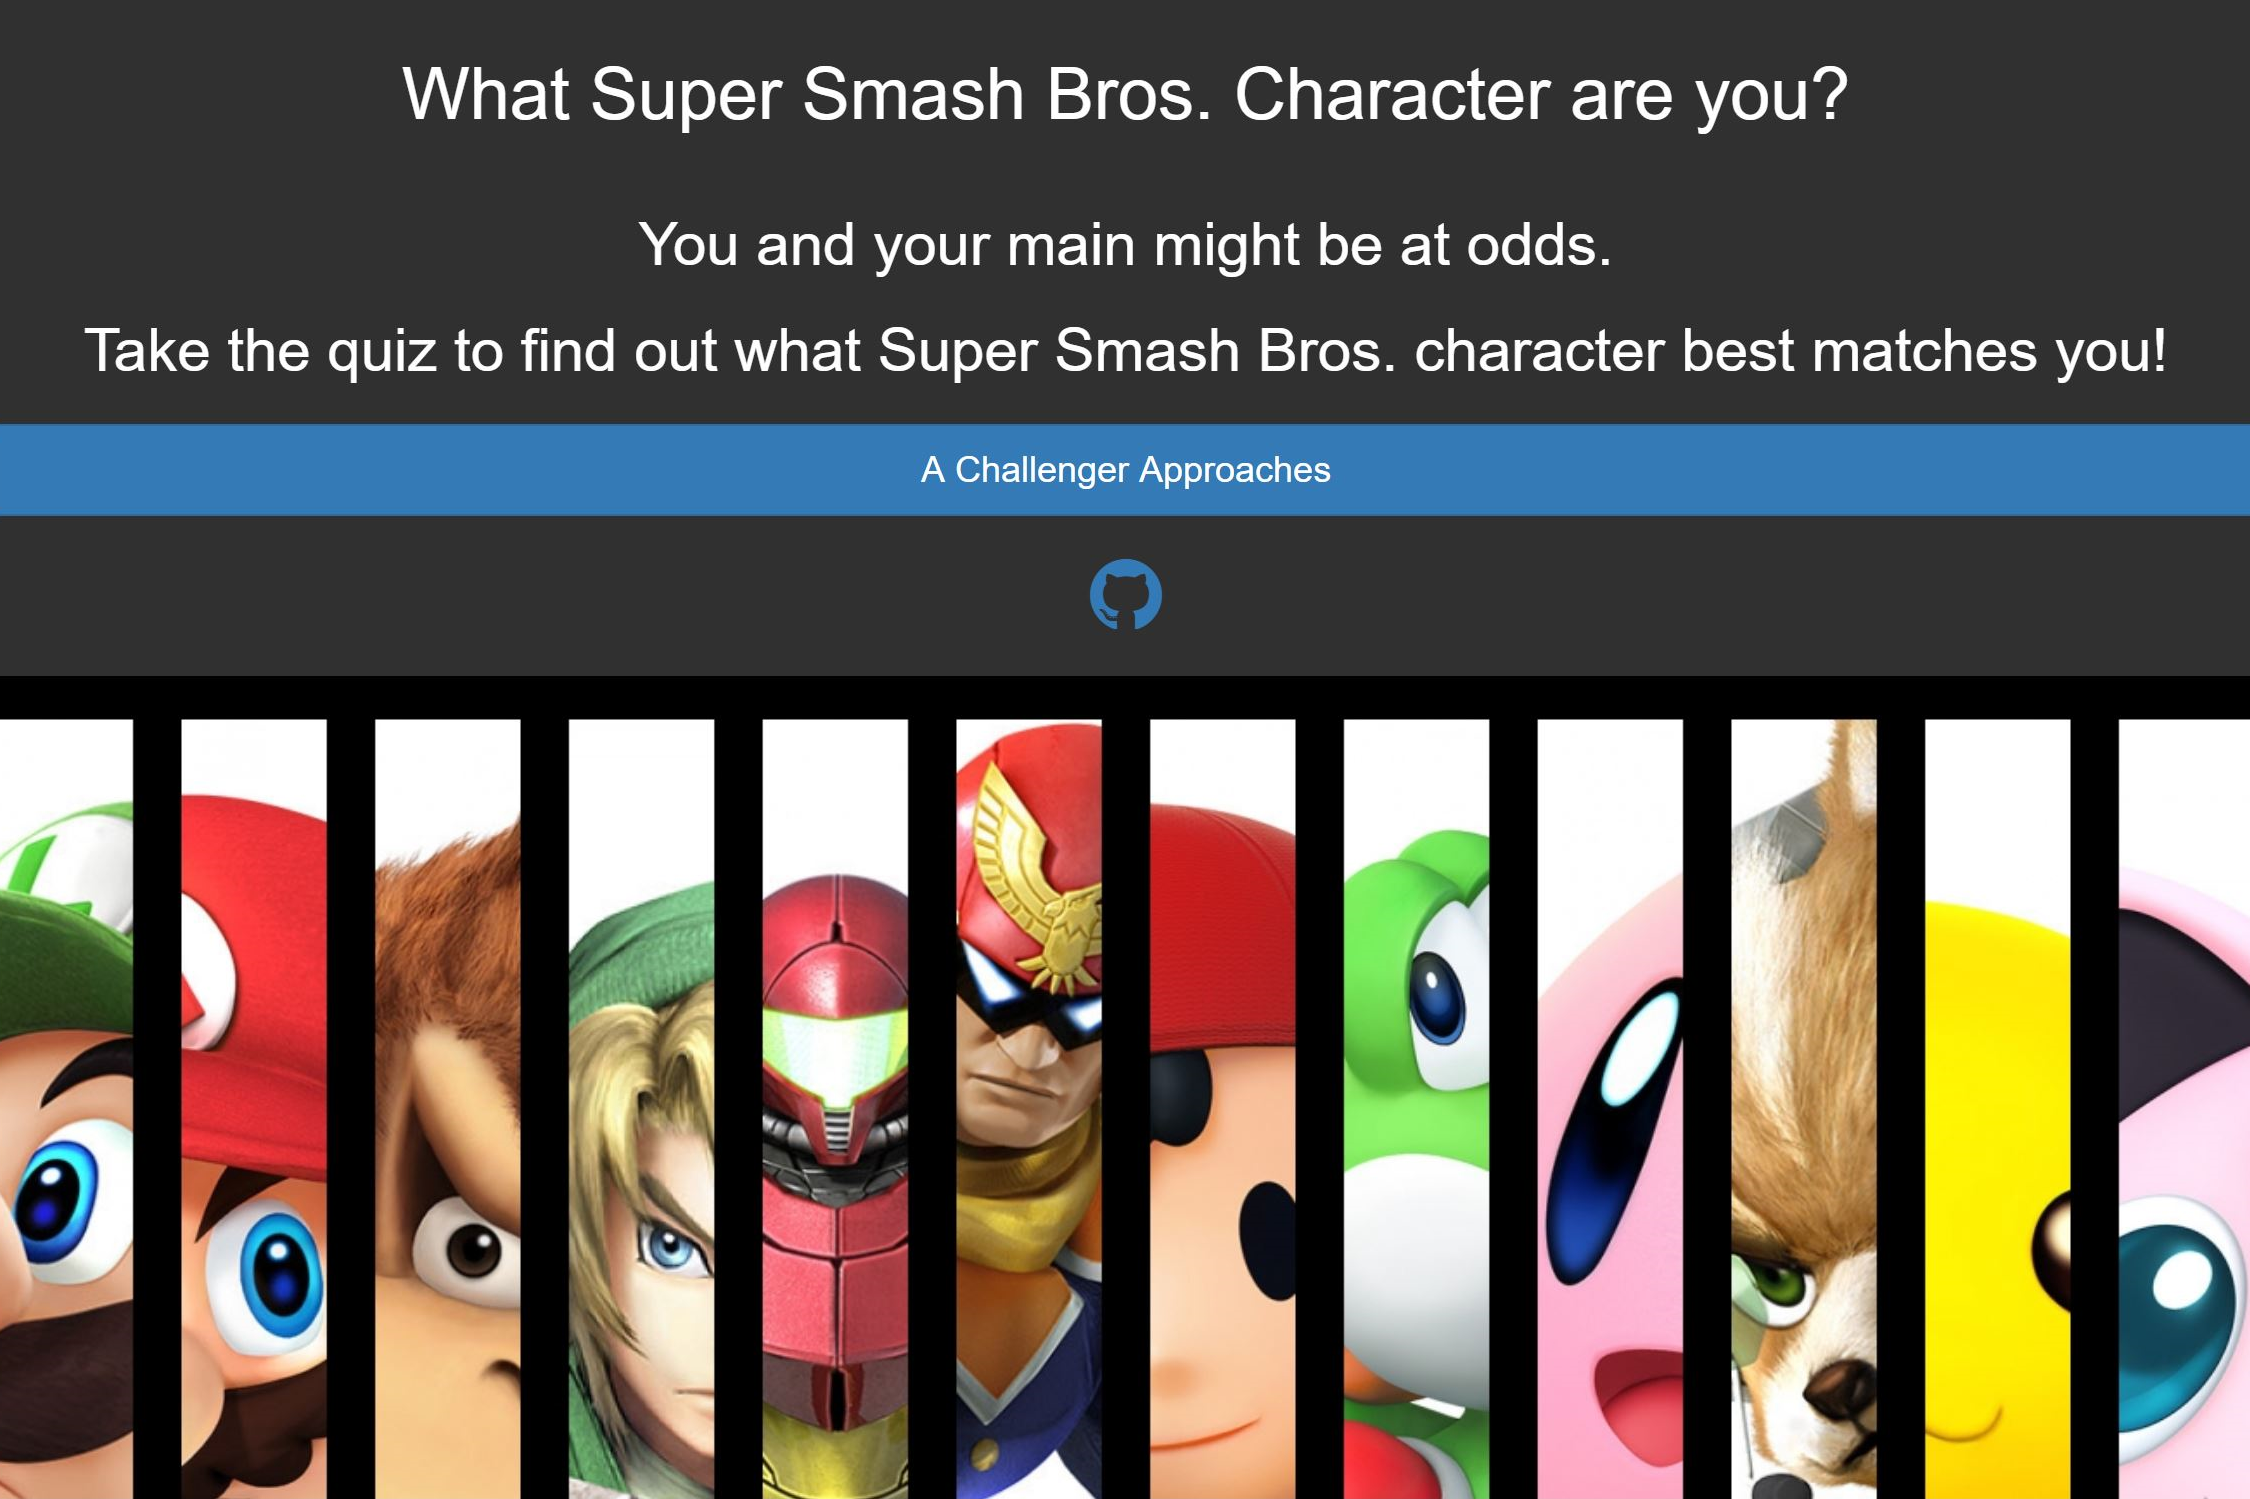 What Super Smash Bros. Character are you?
You and your main might be at odds.
Take the quiz to find out what Super Smash Bros. character best matches you!
A Challenger Approaches